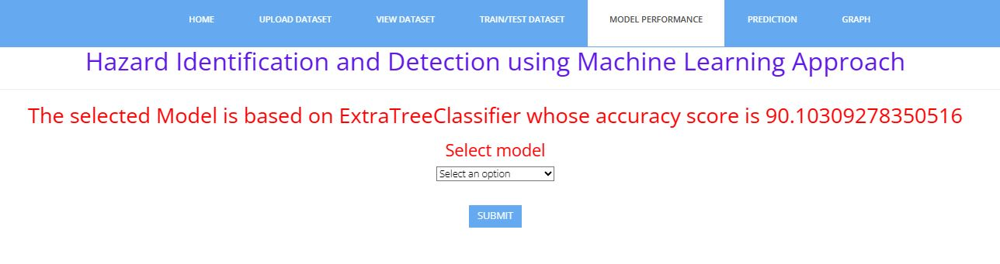 HOME UPLOAD DATASET VIEW DATASET TRAIN/TEST DATASET MODEL PERFORMANCE PREDICTION GRAPH
Hazard Identification and Detection using Machine Learning Approach
The selected Model is based on ExtraTreeClassifier whose accuracy score is 90.10309278350516
Select model
Select an option
SUBMIT